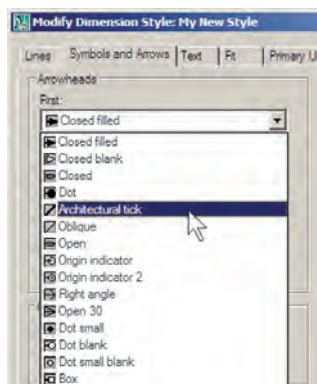 Modify Dimension Style: My New Style
Lines Symbols and Arrows Text Fit Primary U
Arrowheads
First:
Closed filled
Closed filled
Closed blank
Closed
Dot
Architectural tick
Oblique
Open
Origin indicator
Origin indicator 2
Right angle
Open 30
Dot small
Dot blank
Dot small blank
Box